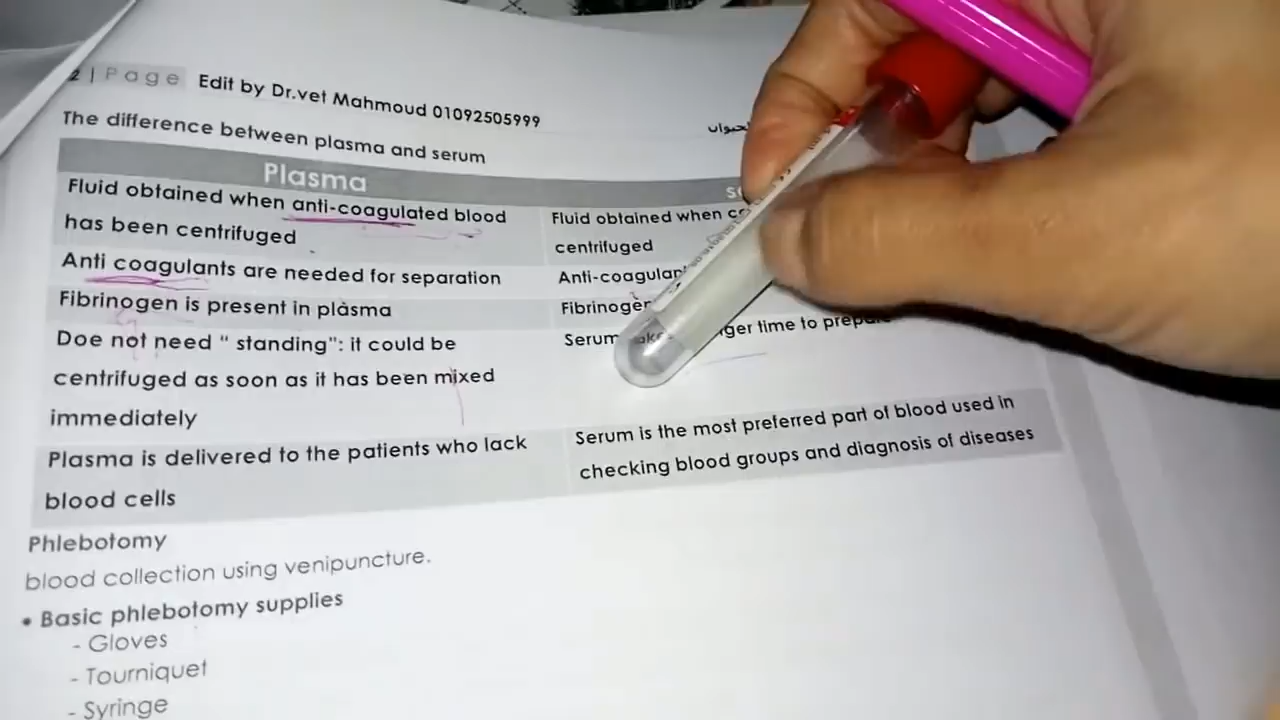 2 | Page Edit by Dr.vet Mahmoud 01092505999
The difference between plasma and serum
Plasma
Fluid obtained when anti-coagulated blood
has been centrifuged
Fluid obtained when
centrifuged
Anti coagulants are needed for separation
Fibrinogen is present in plàsma
Doe not need " standing": it could be
centrifuged as soon as it has been mixed
immediately
Serum time to
Plasma is delivered to the patients who lack
blood cells
Serum is the most preferred part of blood used in
checking blood groups and diagnosis of diseases
Phlebotomy
blood collection using venipuncture.
• Basic phlebotomy supplies
- Gloves
- Tourniquet
- Syringe